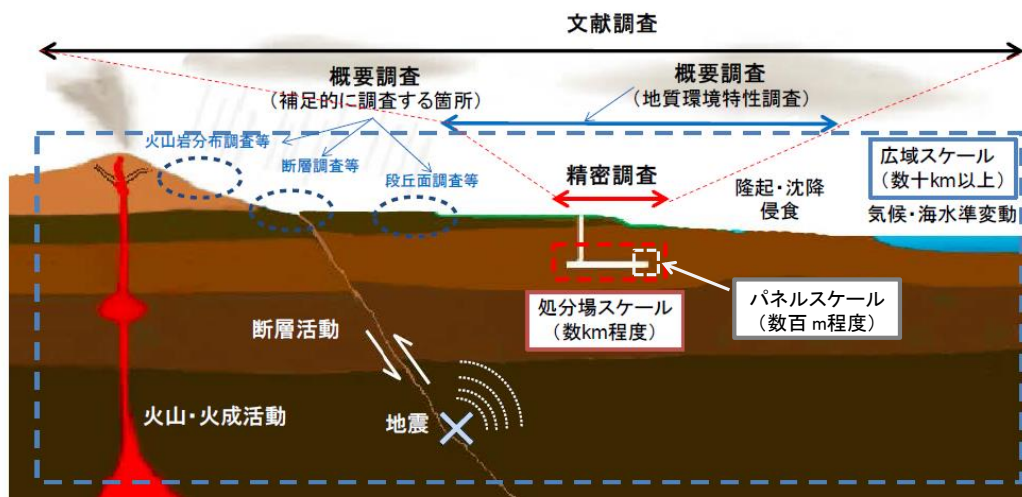 文献調査
概要調査
(補足的に調査する箇所)
概要調査
(地質環境特性調査)
火山岩分布調査等
断層調査等
段丘面調査等
精密調査
隆起・沈降
侵食
広域スケール
(数十km以上)
気候・海水準変動
処分場スケール
(数km程度)
パネルスケール
(数百m程度)
断層活動
地震
火山・火成活動